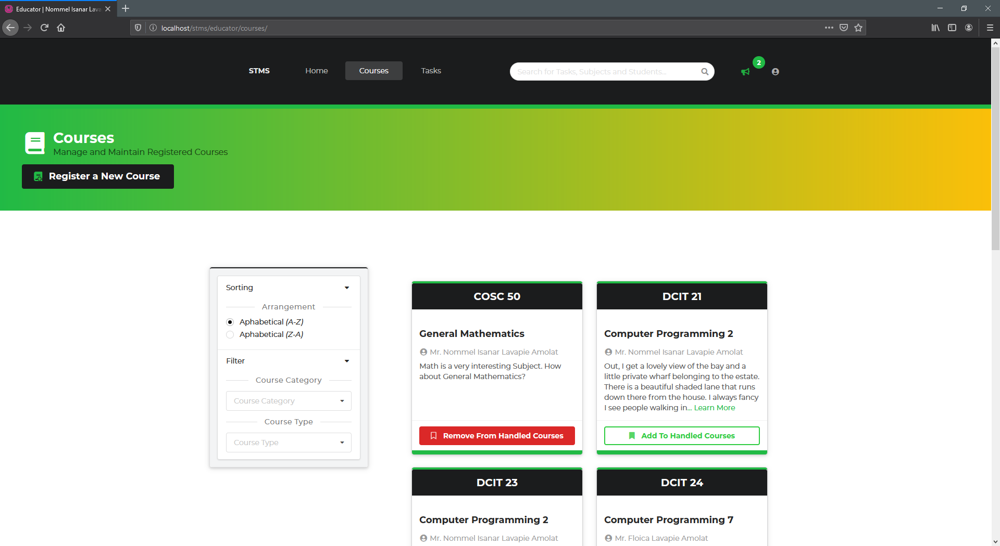 Educator | Nommel Isanar Lava
localhost/stms/educator/courses/
STMS
Home
Courses
Tasks
Search for Tasks, Subjects and Students...
2
Courses
Manage and Maintain Registered Courses
Register a New Course
Sorting
Arrangement
Aphabetical (A-Z)
Aphabetical (Z-A)
Filter
Course Category
Course Category
Course Type
Course Type
COSC 50
General Mathematics
Mr. Nommel Isanar Lavapie Amolat
Math is a very interesting Subject. How
about General Mathematics?
Remove From Handled Courses
DCIT 21
Computer Programming 2
Mr. Nommel Isanar Lavapie Amolat
Out, I get a lovely view of the bay and a
little private wharf belonging to the estate.
There is a beautiful shaded lane that runs
down there from the house. I always fancy
I see people walking in... Learn More
Add To Handled Courses
DCIT 23
Computer Programming 2
Mr. Nommel Isanar Lavapie Amolat
DCIT 24
Computer Programming 7
Mr. Floica Lavapie Amolat